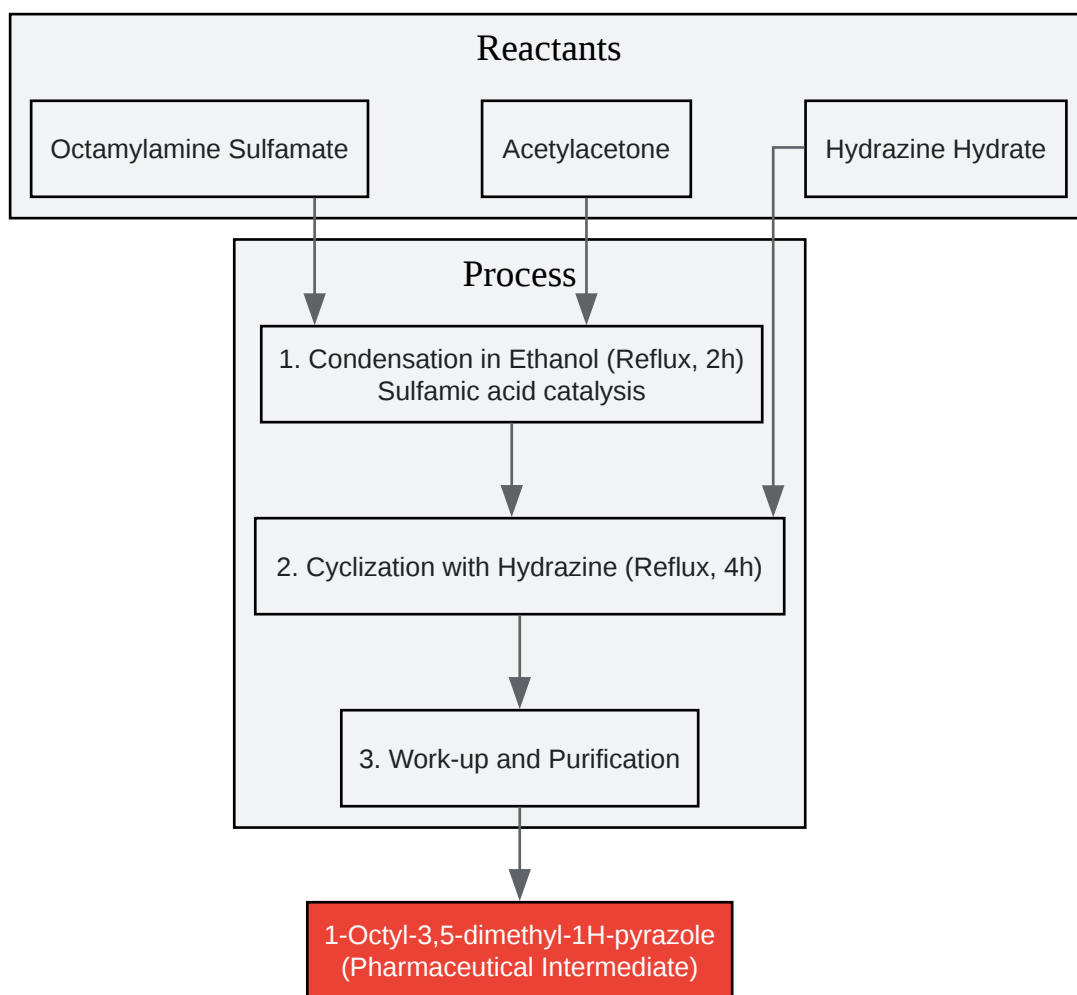 Reactants
Octamylamine Sulfamate
Acetylacetone
Hydrazine Hydrate
Process
1. Condensation in Ethanol (Reflux, 2h)
Sulfamic acid catalysis
2. Cyclization with Hydrazine (Reflux, 4h)
3. Work-up and Purification
1-Octyl-3,5-dimethyl-1H-pyrazole
(Pharmaceutical Intermediate)